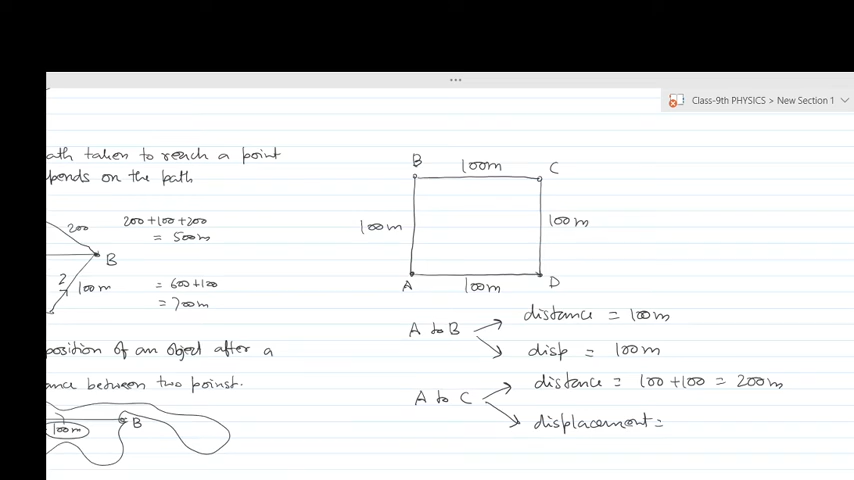 Class-9th PHYSICS > New Section 1
ath taken to reach a point
pends on the path
200
200+100+200
= 500m
B
2
100m
= 600+100
= 700m
position of an object after a
ance between two poinst.
100m
B
B
100m
C
100m
100m
A
100m
D
A to B
distance = 100m
disp = 100m
A to C
distance = 100+100 = 200m
displacement=